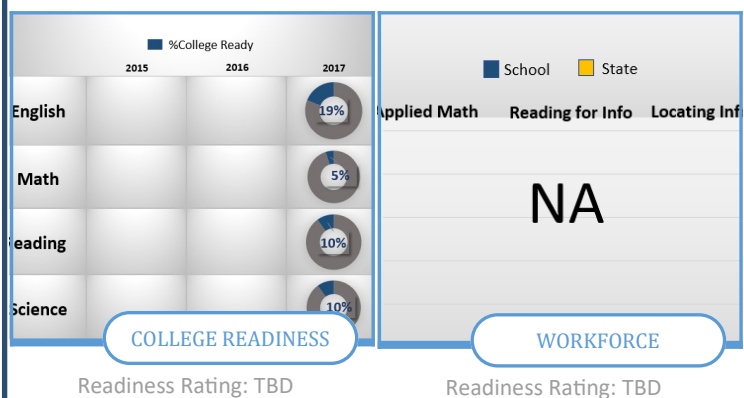 %College Ready
2015 2016 2017
English 19%
Math 5%
eading 10%
Science 10%
COLLEGE READINESS
Readiness Rating: TBD
School State
Applied Math Reading for Info Locating Inf
NA
WORKFORCE
Readiness Rating: TBD